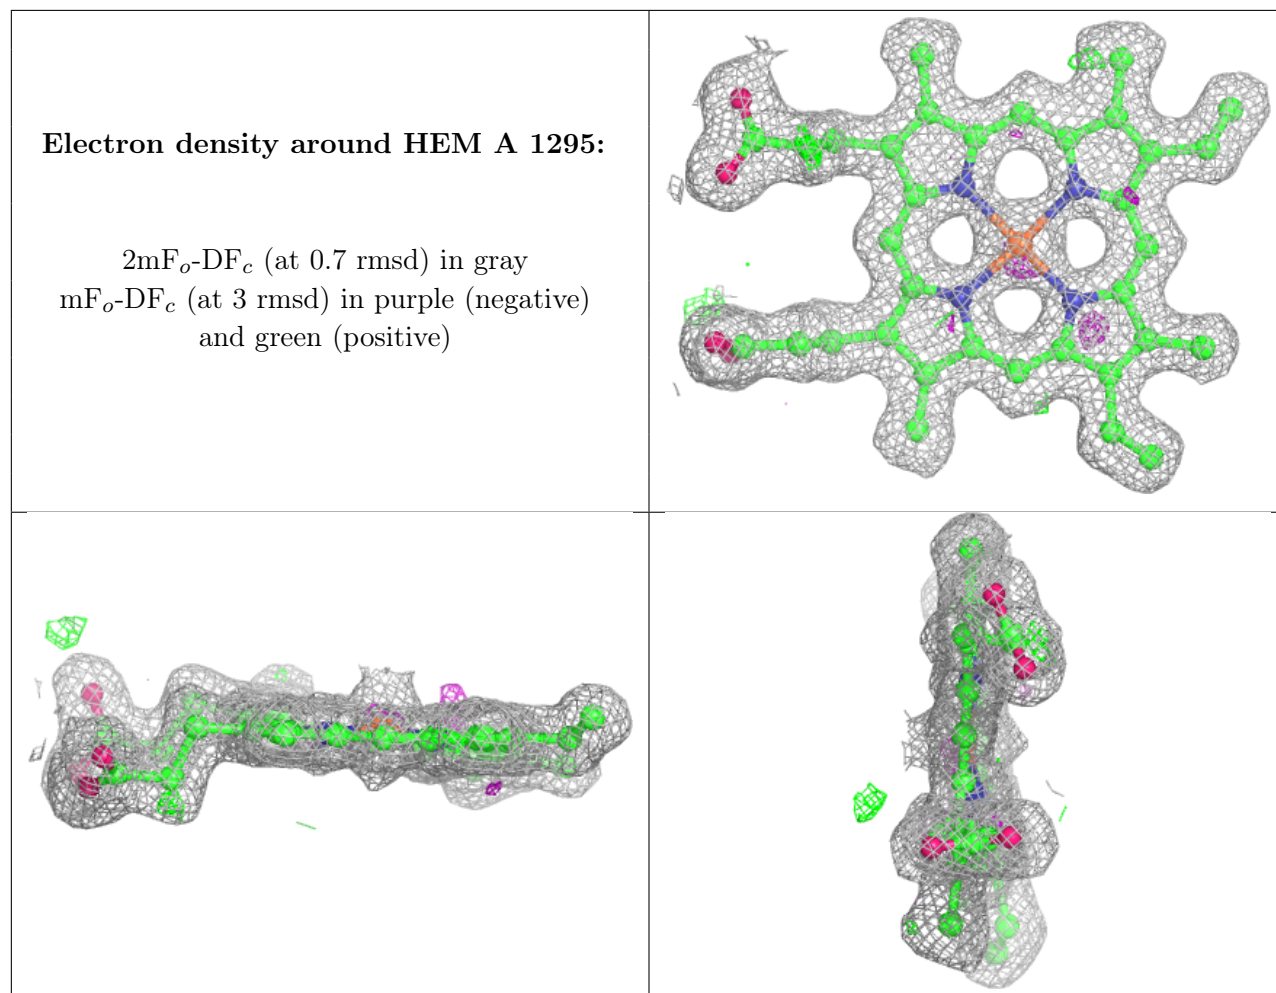 Electron density around HEM A 1295:
2mFₒ-DF𝒸 (at 0.7 rmsd) in gray
mFₒ-DF𝒸 (at 3 rmsd) in purple (negative)
and green (positive)